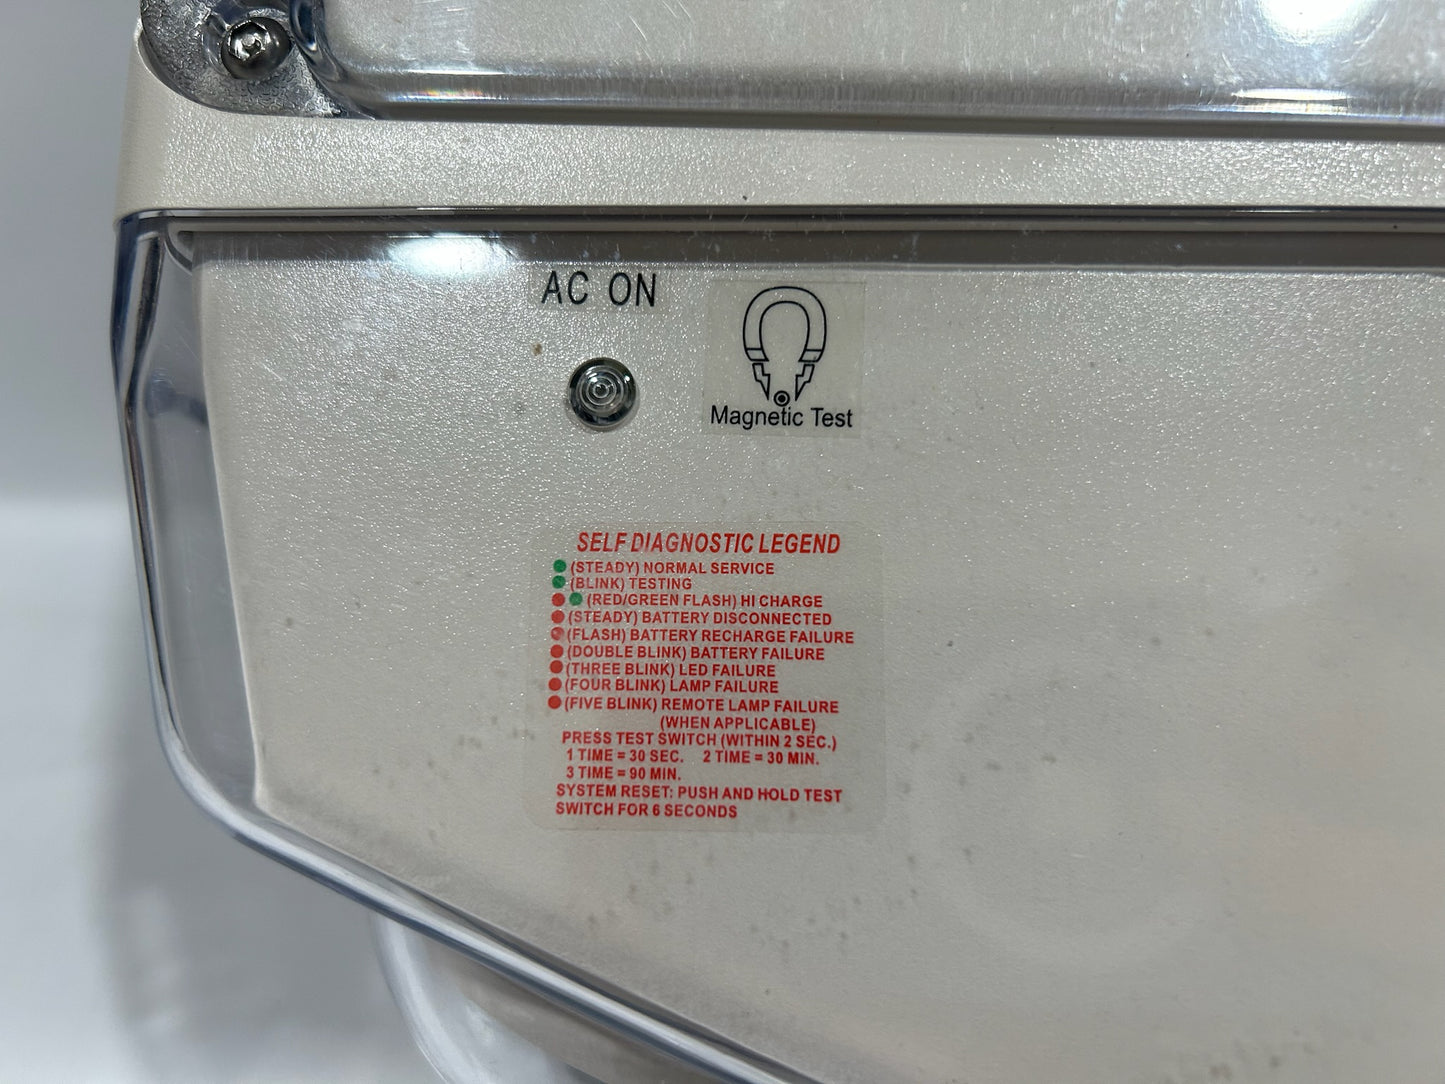 AC ON
Magnetic Test
SELF DIAGNOSTIC LEGEND
(STEADY) NORMAL SERVICE
(BLINK) TESTING
(RED/GREEN FLASH) HI CHARGE
(STEADY) BATTERY DISCONNECTED
(FLASH) BATTERY RECHARGE FAILURE
(DOUBLE BLINK) BATTERY FAILURE
(THREE BLINK) LED FAILURE
(FOUR BLINK) LAMP FAILURE
(FIVE BLINK) REMOTE LAMP FAILURE
(WHEN APPLICABLE)
PRESS TEST SWITCH (WITHIN 2 SEC.)
1 TIME = 30 SEC. 2 TIME = 30 MIN.
3 TIME = 90 MIN.
SYSTEM RESET: PUSH AND HOLD TEST
SWITCH FOR 6 SECONDS